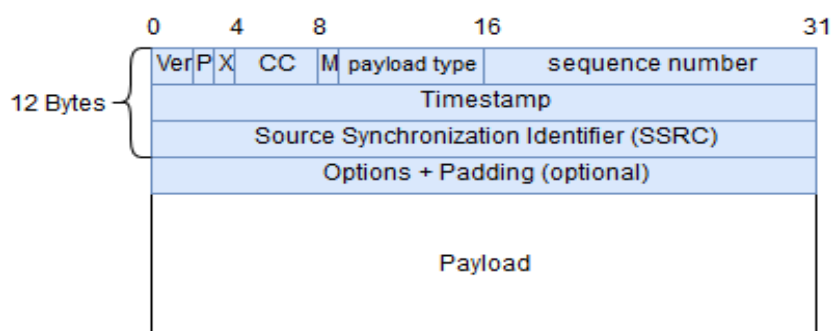 0 4 8 16 31
Ver P X CC M payload type sequence number
12 Bytes
Timestamp
Source Synchronization Identifier (SSRC)
Options + Padding (optional)
Payload